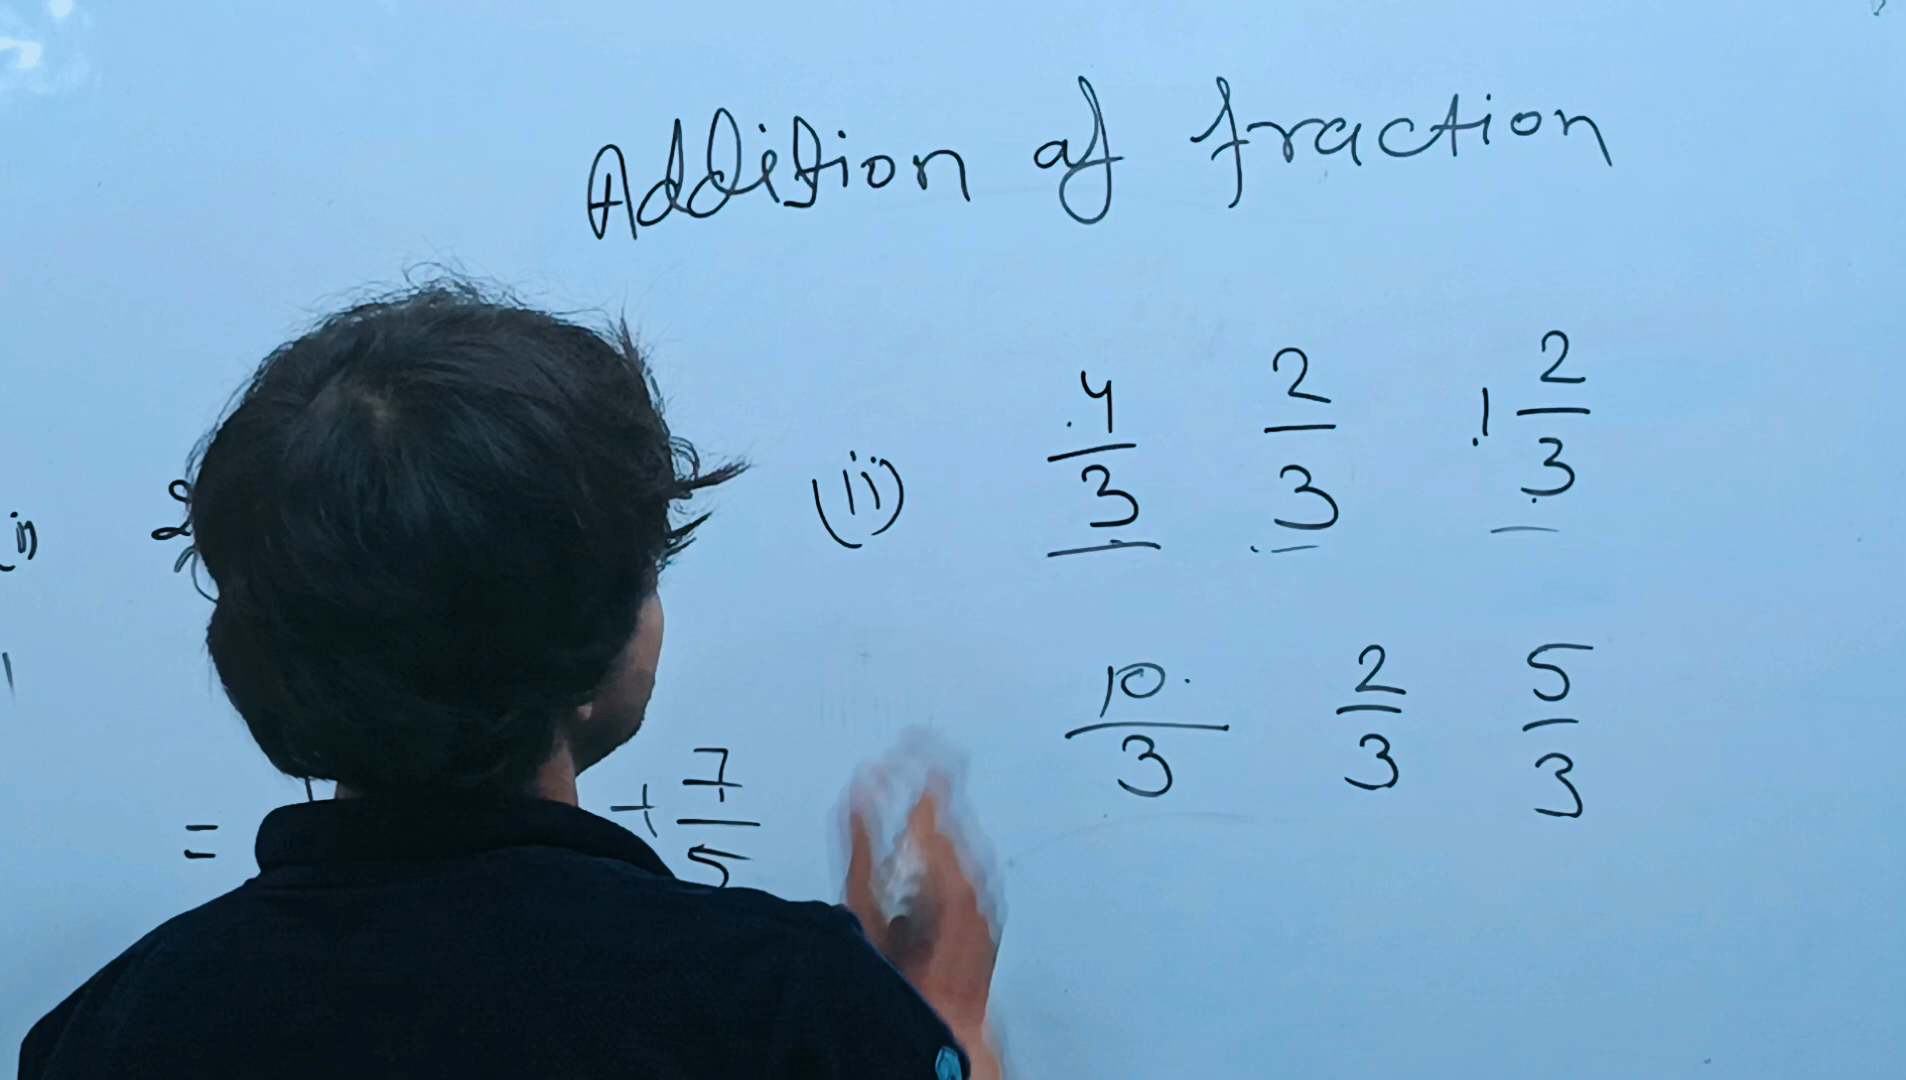 Addition of fraction
(ii) 4/3 2/3 1 2/3
10/3 2/3 5/3
= + 7/5